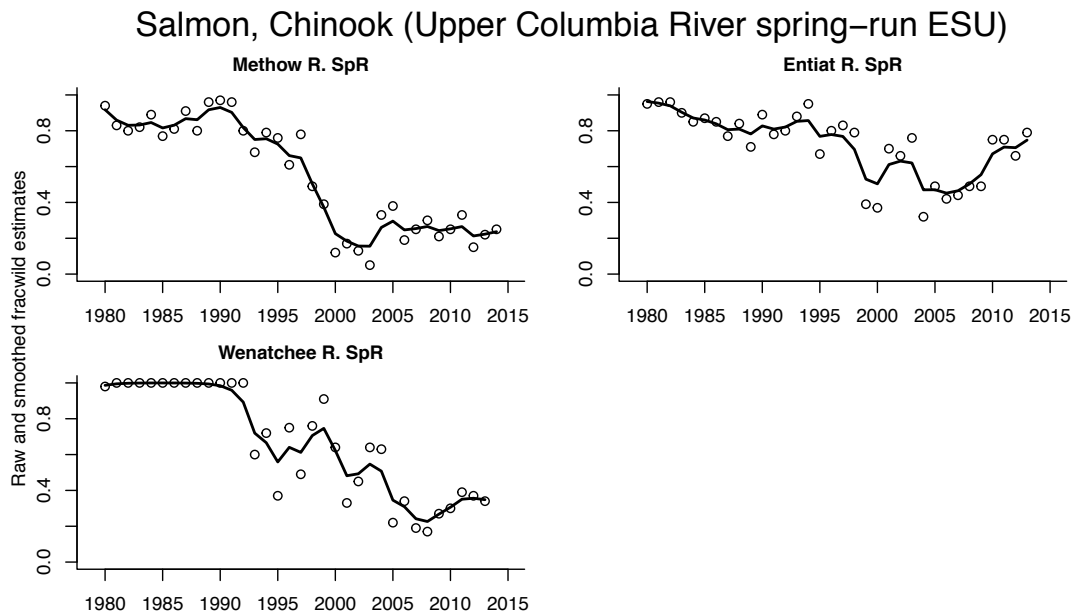 Salmon, Chinook (Upper Columbia River spring−run ESU)
Methow R. SpR
0.0 0.4 0.8
1980 1985 1990 1995 2000 2005 2010 2015
Entiat R. SpR
0.0 0.4 0.8
1980 1985 1990 1995 2000 2005 2010 2015
Wenatchee R. SpR
0.0 0.4 0.8
1980 1985 1990 1995 2000 2005 2010 2015
Raw and smoothed fracwild estimates